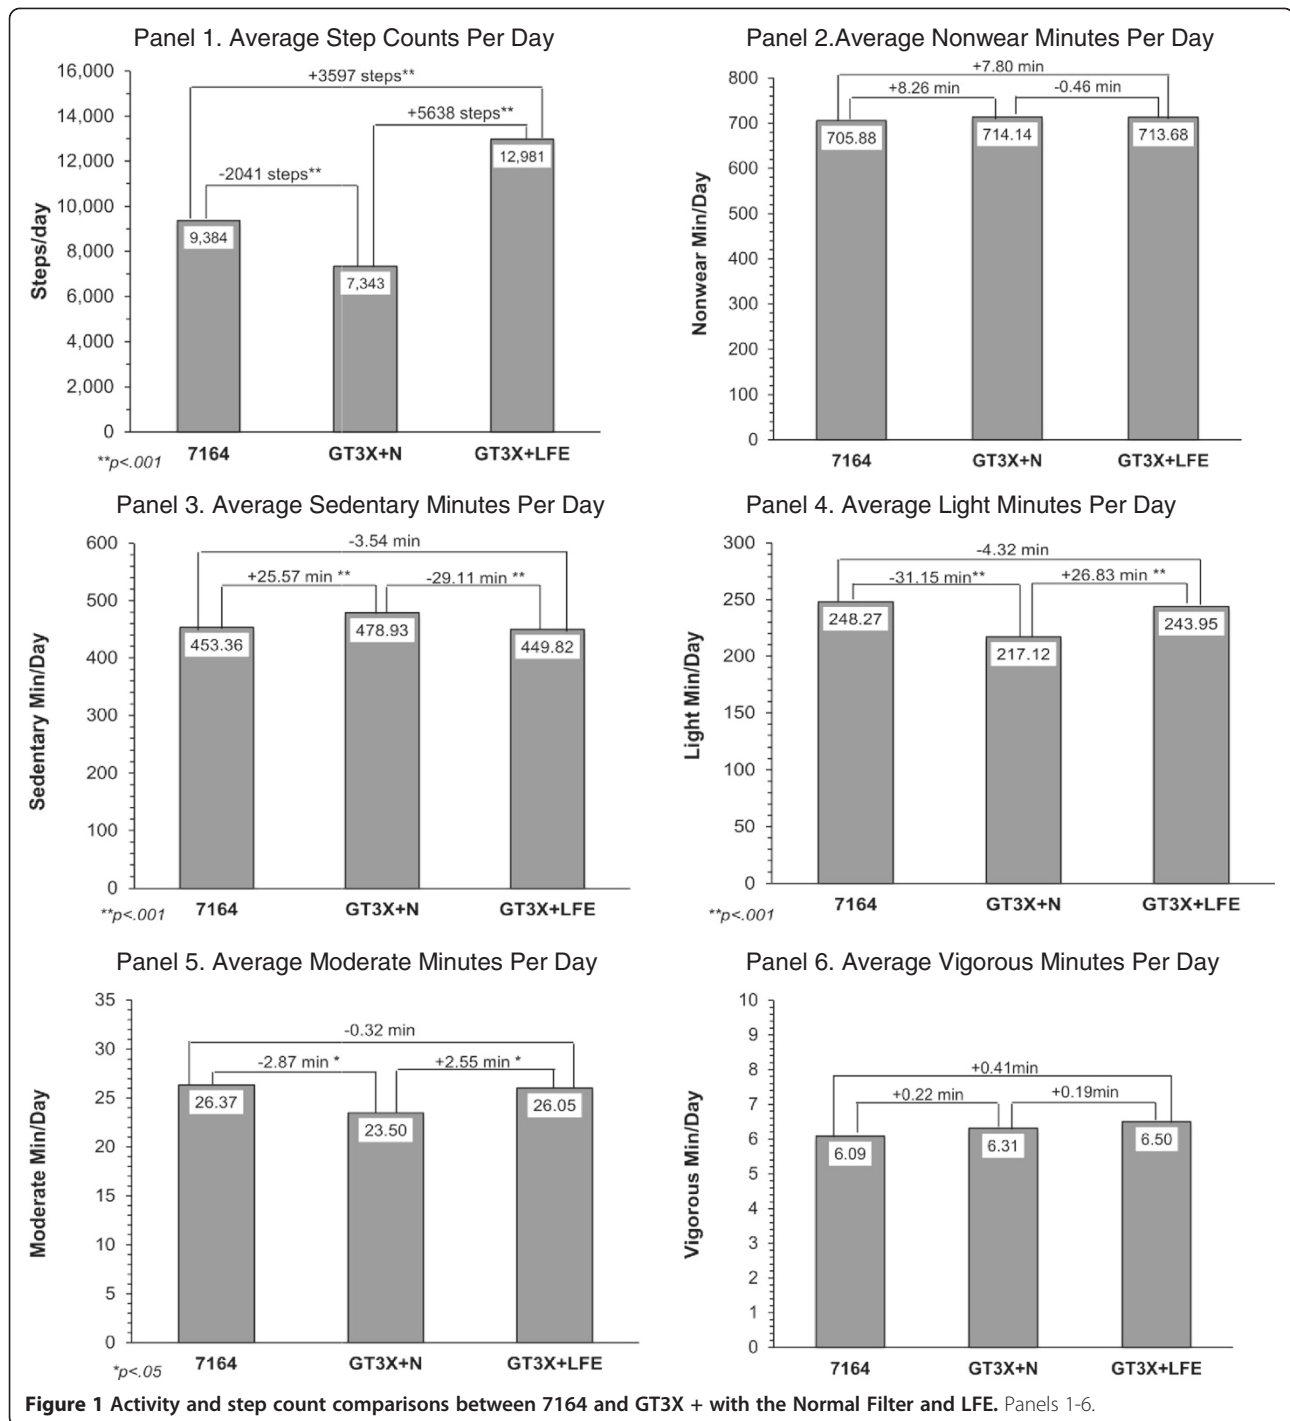 Panel 1. Average Step Counts Per Day
16,000
14,000
12,000
10,000
8,000
6,000
4,000
2,000
0
Steps/day
+3597 steps**
+5638 steps**
-2041 steps**
9,384
7,343
12,981
7164
GT3X+N
GT3X+LFE
**p<.001
Panel 2.Average Nonwear Minutes Per Day
800
700
600
500
400
300
200
100
0
Nonwear Min/Day
+7.80 min
+8.26 min
-0.46 min
705.88
714.14
713.68
7164
GT3X+N
GT3X+LFE
Panel 3. Average Sedentary Minutes Per Day
600
500
400
300
200
100
0
Sedentary Min/Day
-3.54 min
+25.57 min **
-29.11 min **
453.36
478.93
449.82
7164
GT3X+N
GT3X+LFE
**p<.001
Panel 4. Average Light Minutes Per Day
300
250
200
150
100
50
0
Light Min/Day
-4.32 min
-31.15 min**
+26.83 min **
248.27
217.12
243.95
7164
GT3X+N
GT3X+LFE
**p<.001
Panel 5. Average Moderate Minutes Per Day
35
30
25
20
15
10
5
0
Moderate Min/Day
-0.32 min
-2.87 min *
+2.55 min *
26.37
23.50
26.05
7164
GT3X+N
GT3X+LFE
*p<.05
Panel 6. Average Vigorous Minutes Per Day
10
9
8
7
6
5
4
3
2
1
0
Vigorous Min/Day
+0.41min
+0.22 min
+0.19min
6.09
6.31
6.50
7164
GT3X+N
GT3X+LFE
Figure 1 Activity and step count comparisons between 7164 and GT3X + with the Normal Filter and LFE. Panels 1-6.